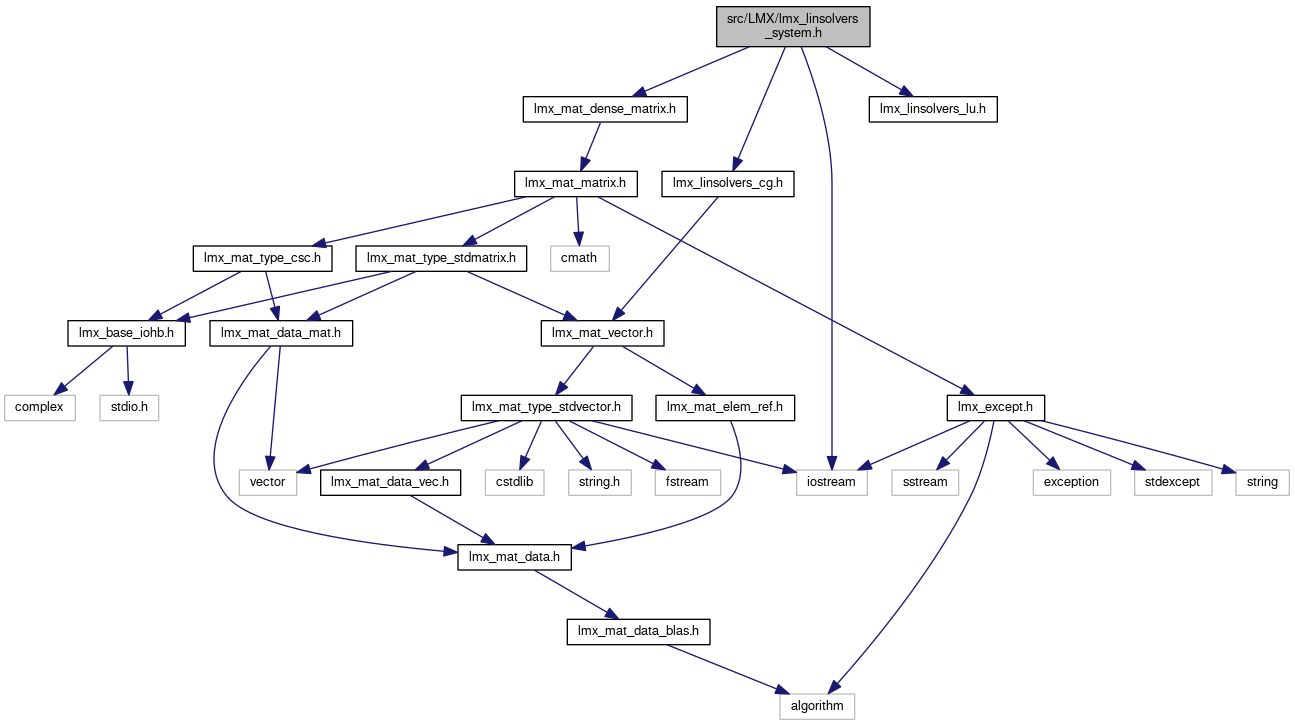 src/LMX/lmx_linsolvers
_system.h
lmx_mat_dense_matrix.h
lmx_linsolvers_lu.h
lmx_mat_matrix.h
lmx_linsolvers_cg.h
lmx_mat_type_csc.h
lmx_mat_type_stdmatrix.h
cmath
lmx_base_iohb.h
lmx_mat_data_mat.h
lmx_mat_vector.h
complex
stdio.h
lmx_mat_type_stdvector.h
lmx_mat_elem_ref.h
lmx_except.h
vector
lmx_mat_data_vec.h
cstdlib
string.h
fstream
iostream
sstream
exception
stdexcept
string
lmx_mat_data.h
lmx_mat_data_blas.h
algorithm